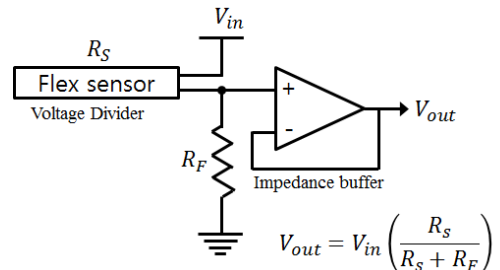 V_in
R_S
Flex sensor
Voltage Divider
+
-
V_out
R_F
Impedance buffer
V_out = V_in ( R_s / (R_s + R_F) )